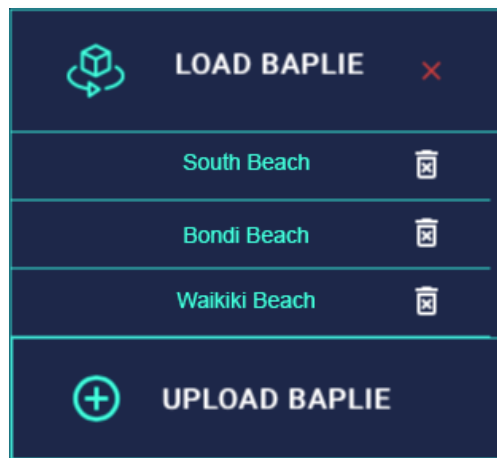 LOAD BAPLIE
South Beach
Bondi Beach
Waikiki Beach
UPLOAD BAPLIE